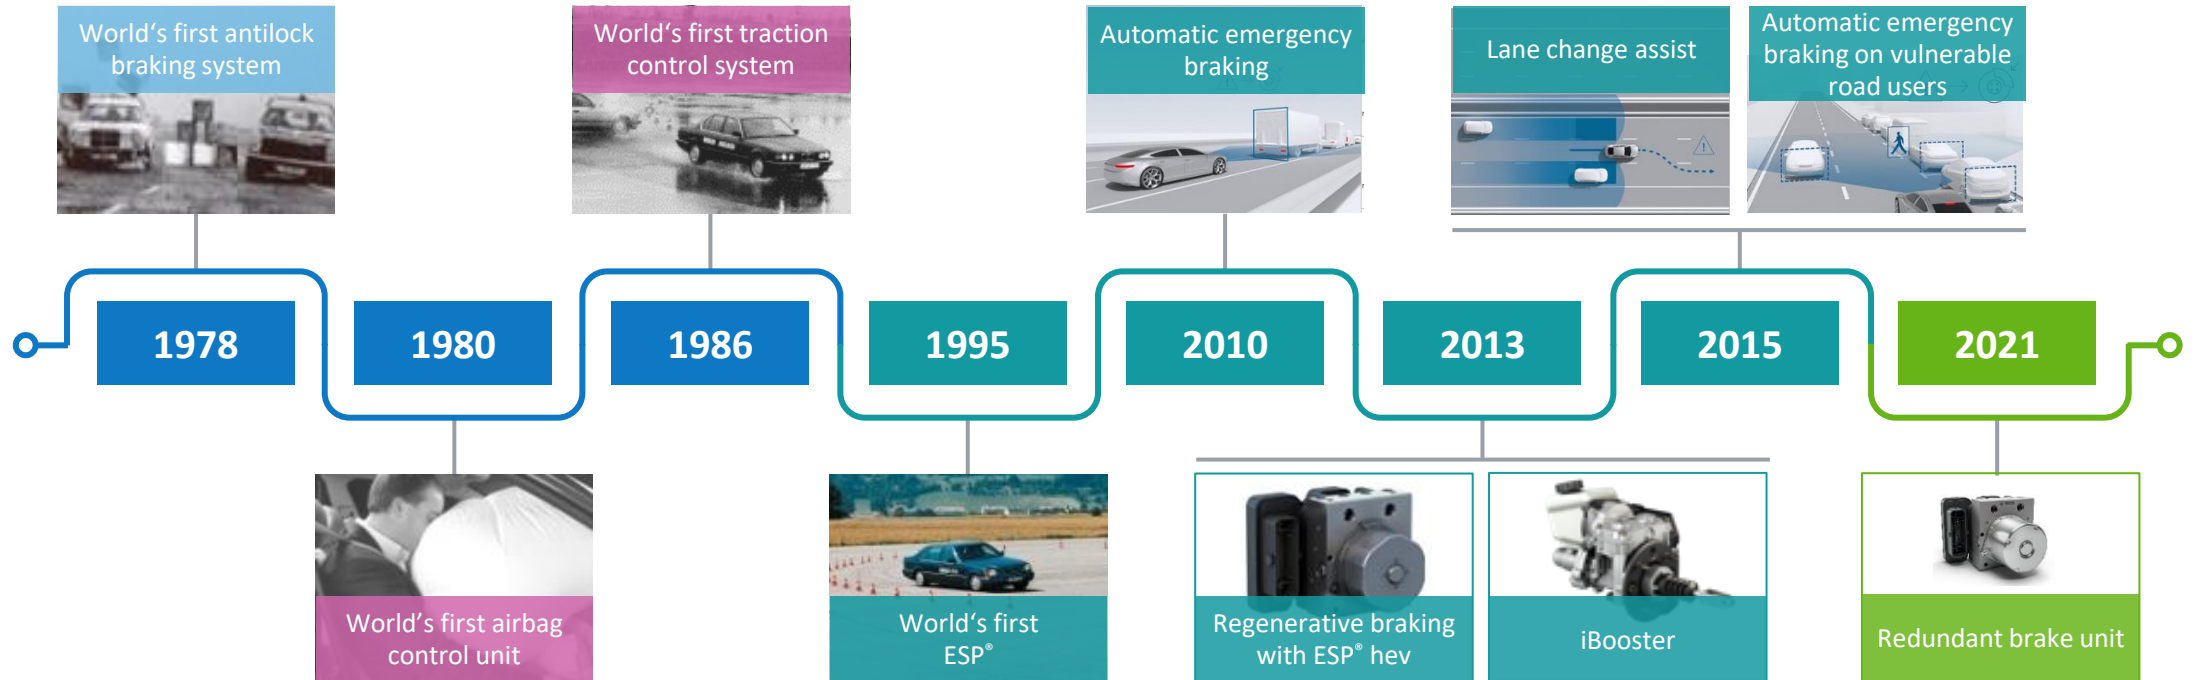 World‘s first antilock
braking system
World‘s first traction
control system
Automatic emergency
braking
Lane change assist
Automatic emergency
braking on vulnerable
road users
1978
1980
1986
1995
2010
2013
2015
2021
World’s first airbag
control unit
World‘s first
ESP®
Regenerative braking
with ESP® hev
iBooster
Redundant brake unit